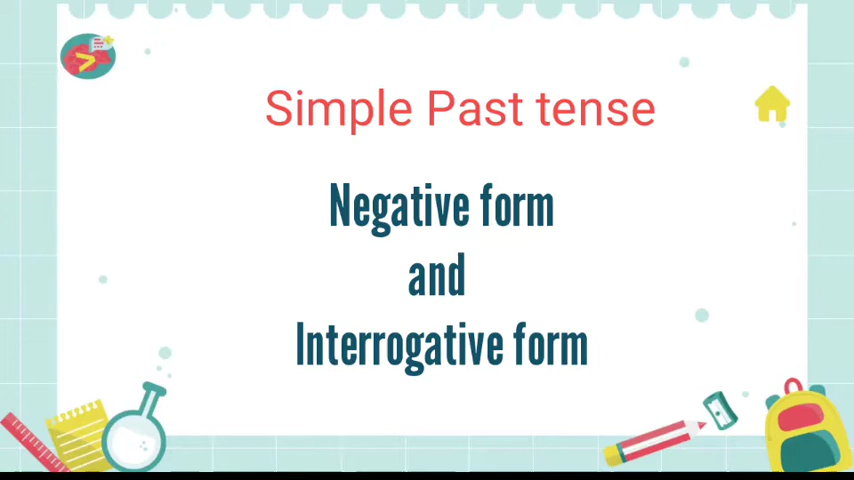 Simple Past tense
Negative form
and
Interrogative form